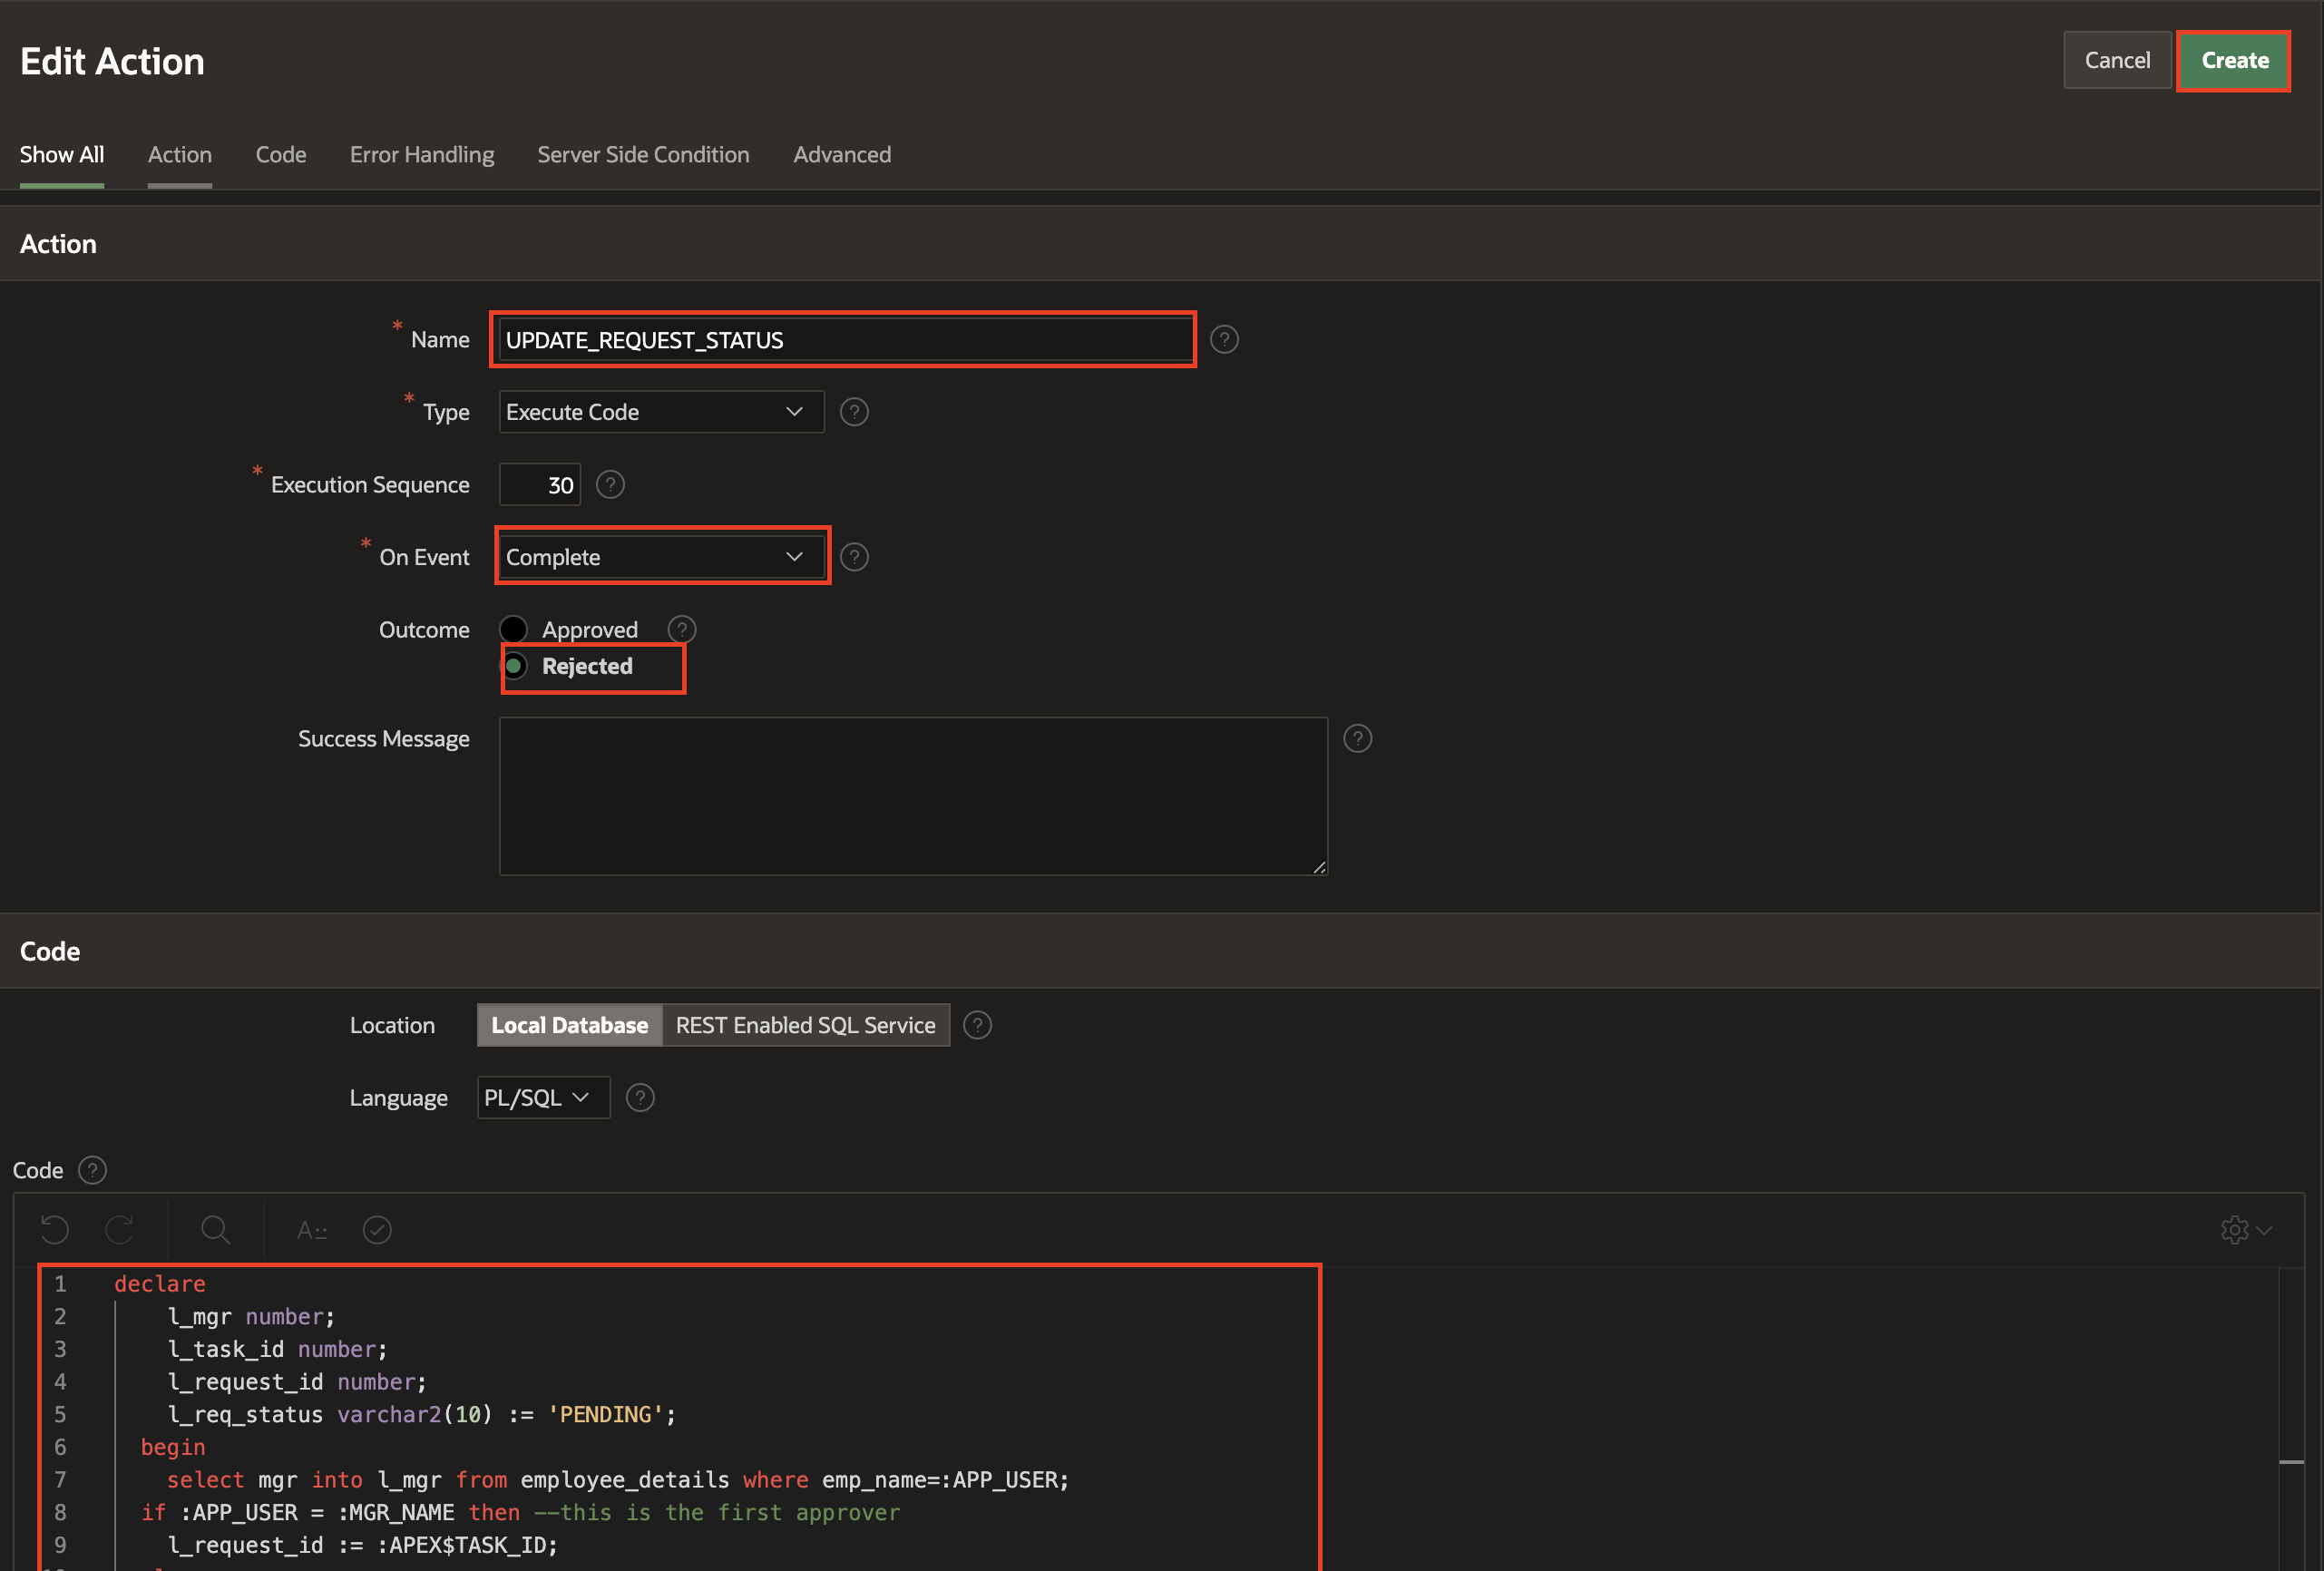 Edit Action
Cancel
Create
Show All
Action
Code
Error Handling
Server Side Condition
Advanced
Action
* Name
UPDATE_REQUEST_STATUS
* Type
Execute Code
* Execution Sequence
30
* On Event
Complete
Outcome
Approved
Rejected
Success Message
Code
Location
Local Database
REST Enabled SQL Service
Language
PL/SQL
Code
1 declare
2 l_mgr number;
3 l_task_id number;
4 l_request_id number;
5 l_req_status varchar2(10) := 'PENDING';
6 begin
7 select mgr into l_mgr from employee_details where emp_name=:APP_USER;
8 if :APP_USER = :MGR_NAME then --this is the first approver
9 l_request_id := :APEX$TASK_ID;